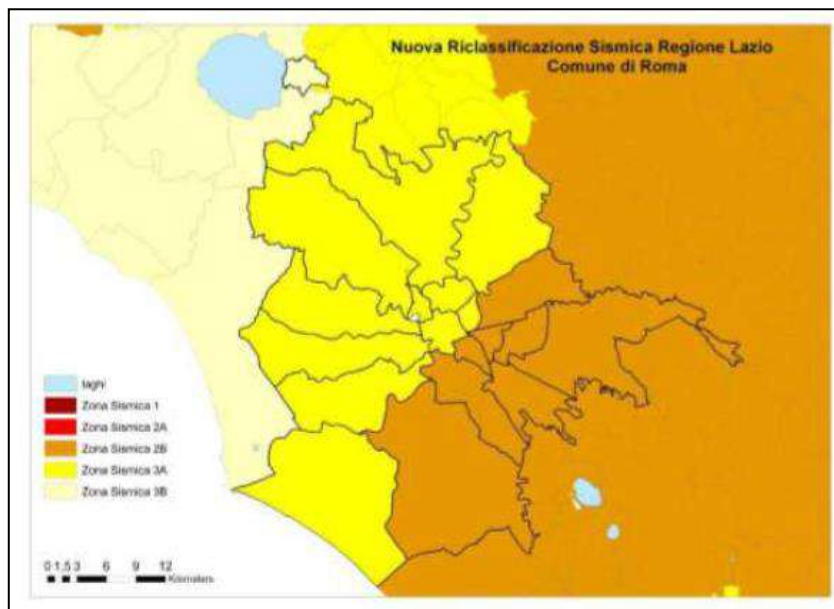 Nuova Riclassificazione Sismica Regione Lazio
Comune di Roma
laghi
Zona Sismica 1
Zona Sismica 2A
Zona Sismica 2B
Zona Sismica 3A
Zona Sismica 3B
0 1,5 3 6 9 12
Kilometers